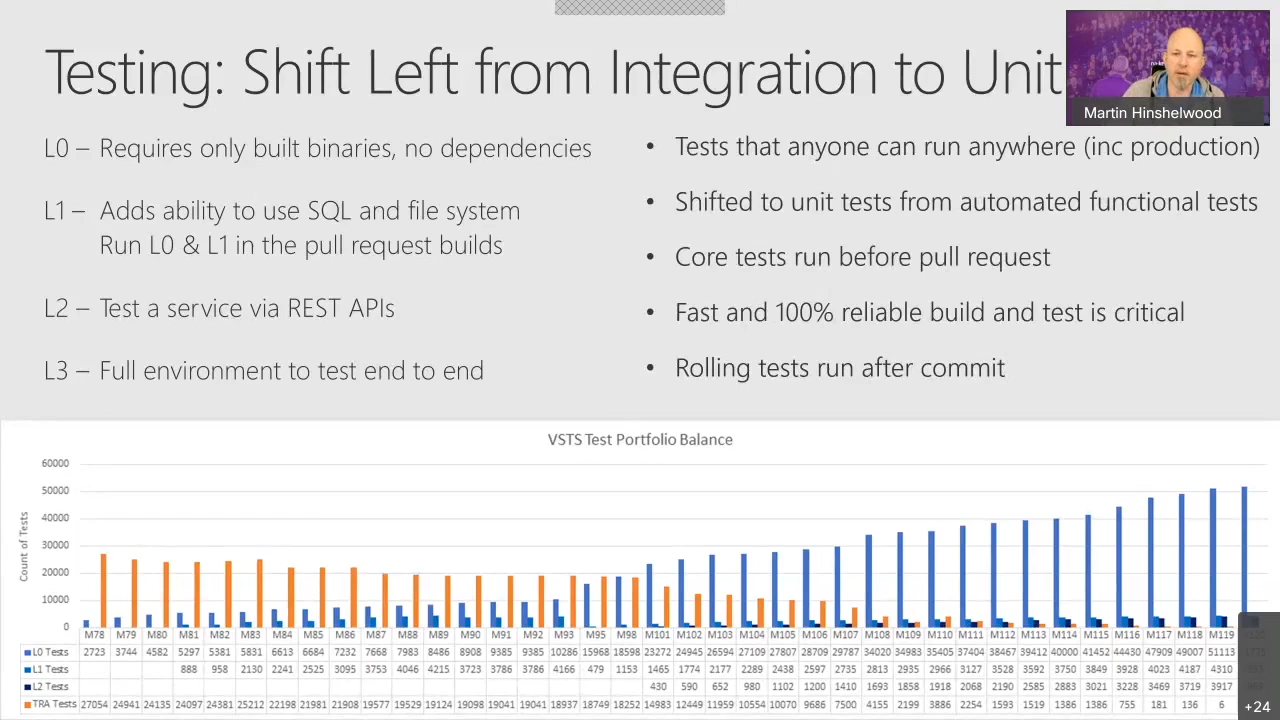 Testing: Shift Left from Integration to Unit
Martin Hinshelwood
L0 – Requires only built binaries, no dependencies
L1 – Adds ability to use SQL and file system
Run L0 & L1 in the pull request builds
L2 – Test a service via REST APIs
L3 – Full environment to test end to end
• Tests that anyone can run anywhere (inc production)
• Shifted to unit tests from automated functional tests
• Core tests run before pull request
• Fast and 100% reliable build and test is critical
• Rolling tests run after commit
VSTS Test Portfolio Balance
Count of Tests
60000
50000
40000
30000
20000
10000
0
M78 M79 M80 M81 M82 M83 M84 M85 M86 M87 M88 M89 M90 M91 M92 M93 M95 M98 M101 M102 M103 M104 M105 M106 M107 M108 M109 M110 M111 M112 M113 M114 M115 M116 M117 M118 M119
L0 Tests 2723 3744 4582 5297 5381 5831 6613 6684 7232 7668 7983 8486 8908 9385 9385 10286 15968 18598 23272 24945 26594 27109 27807 28709 29787 34020 34983 35405 37404 38467 39412 40000 41452 44430 47909 49007 51113
L1 Tests 888 958 2130 2241 2525 3095 3753 4046 4215 3723 3786 3786 4166 479 1153 1465 1774 2177 2289 2438 2597 2735 2813 2935 2966 3127 3528 3592 3750 3849 3928 4023 4187 4310
L2 Tests 430 590 652 980 1102 1200 1410 1693 1858 1918 2068 2190 2585 2883 3021 3228 3469 3719 3917
TRA Tests 27054 24941 24135 24097 24381 25212 22198 21981 21908 19577 19529 19124 19098 19041 19041 18937 18749 18252 14983 12449 11959 10554 10070 9686 7500 4155 2199 3886 2254 1593 1519 1386 1386 755 181 136 6
+24